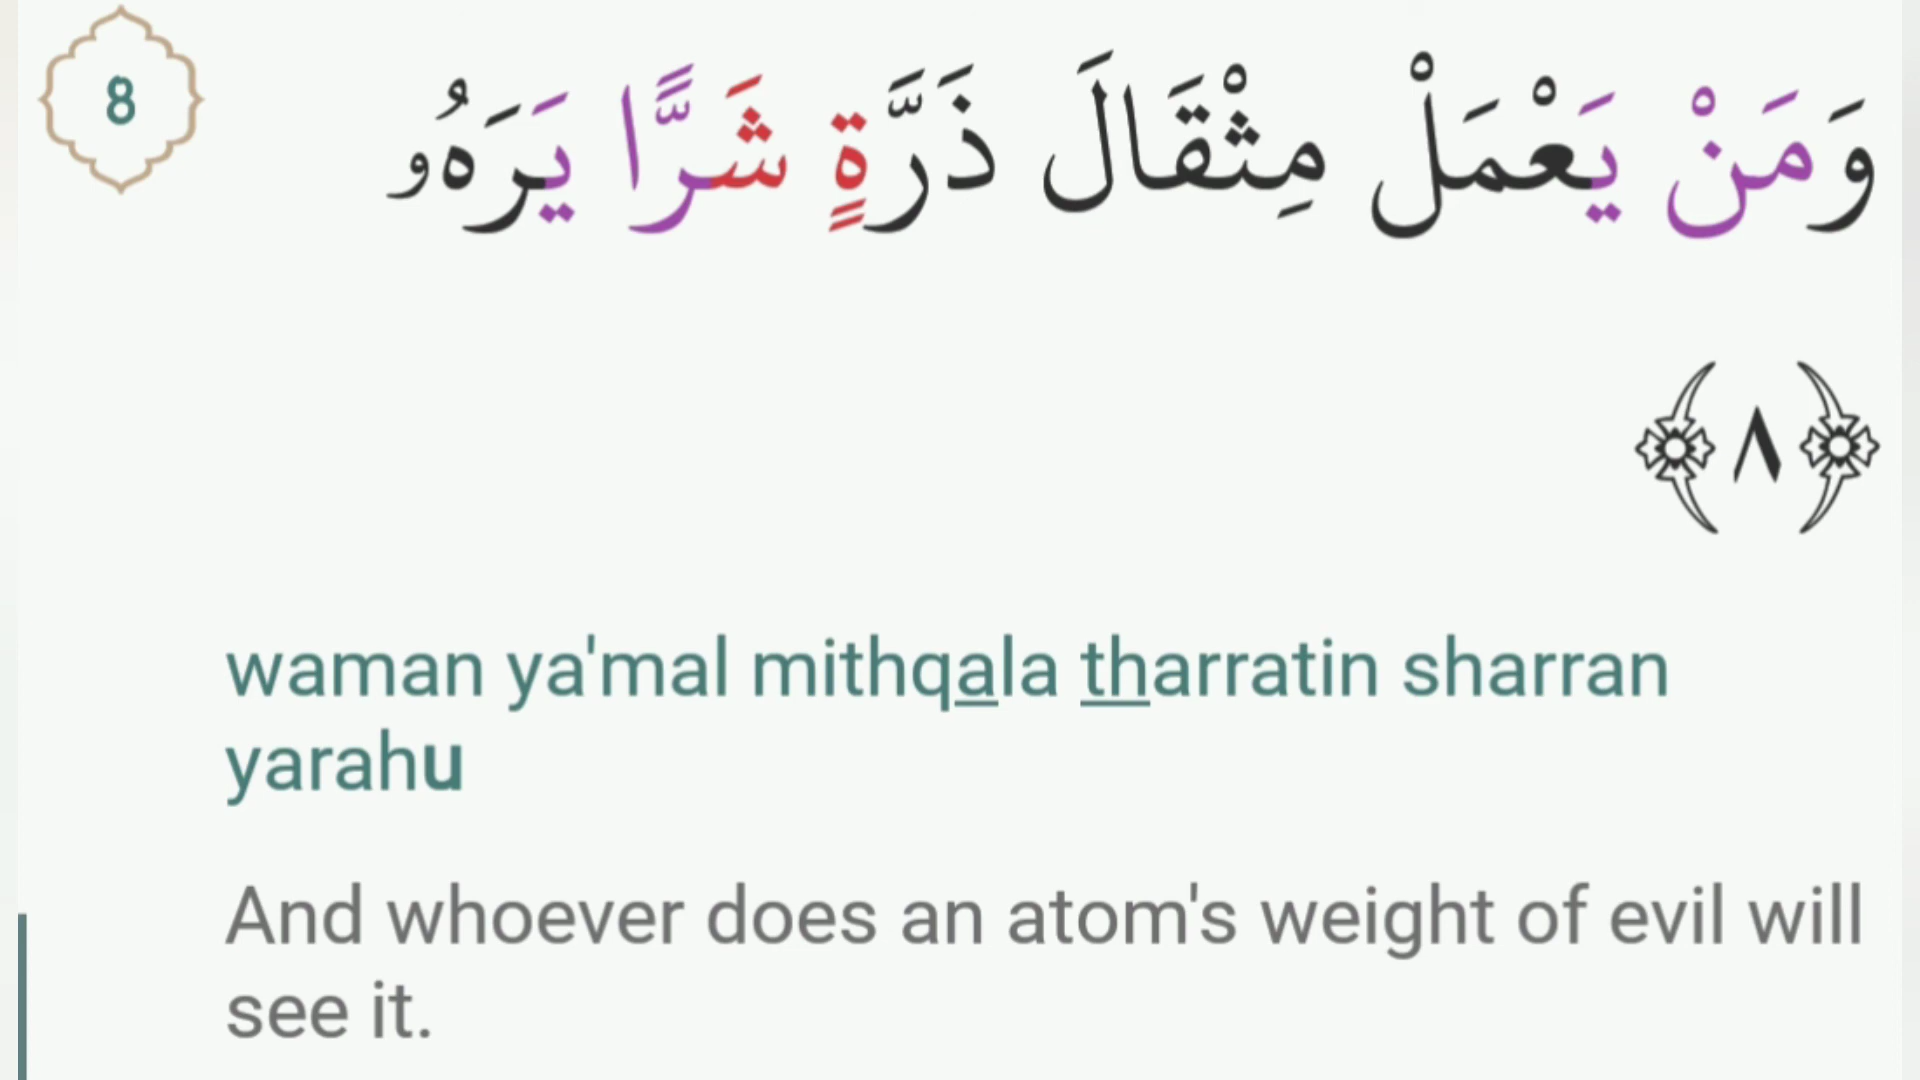 8
وَمَنْ يَعْمَلْ مِثْقَالَ ذَرَّةٍ شَرًّا يَرَهُو
﴿٨﴾
waman ya'mal mithqala tharratin sharran
yarahu
And whoever does an atom's weight of evil will
see it.